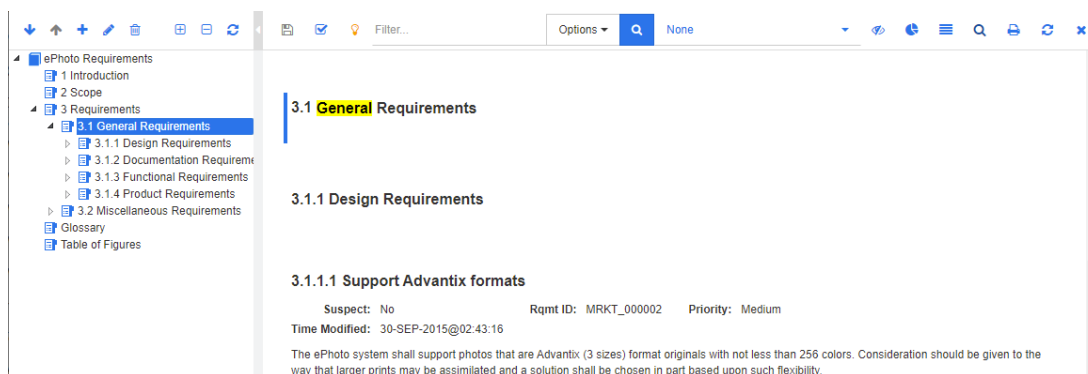 Filter...
Options
None
ePhoto Requirements
1 Introduction
2 Scope
3 Requirements
3.1 General Requirements
3.1.1 Design Requirements
3.1.2 Documentation Requireme
3.1.3 Functional Requirements
3.1.4 Product Requirements
3.2 Miscellaneous Requirements
Glossary
Table of Figures
3.1 General Requirements
3.1.1 Design Requirements
3.1.1.1 Support Advantix formats
Suspect: No Rqmt ID: MRKT_000002 Priority: Medium
Time Modified: 30-SEP-2015@02:43:16
The ePhoto system shall support photos that are Advantix (3 sizes) format originals with not less than 256 colors. Consideration should be given to the
way that larger prints may be assimilated and a solution shall be chosen in part based upon such flexibility.